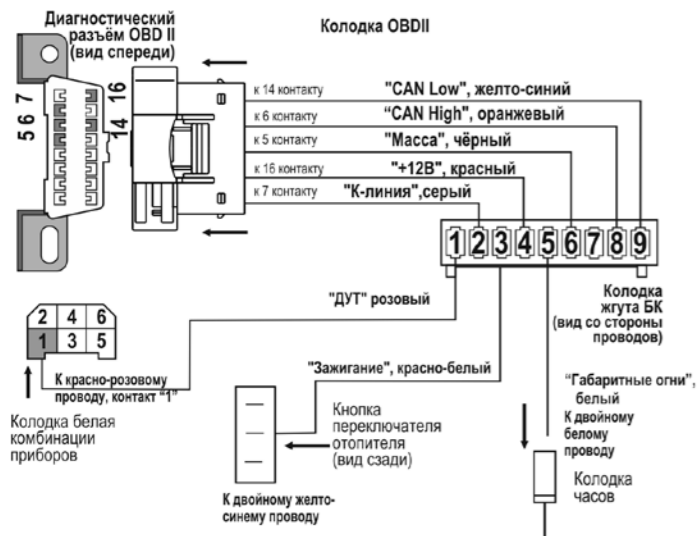 Диагностический
разъём OBD II
(вид спереди)
Колодка OBDII
5 6 7
14 16
к 14 контакту
"CAN Low", желто-синий
к 6 контакту
“CAN High", оранжевый
к 5 контакту
"Масса", чёрный
к 16 контакту
"+12В", красный
к 7 контакту
"К-линия",серый
1 2 3 4 5 6 7 8 9
Колодка
жгута БК
(вид со стороны
проводов)
"ДУТ" розовый
2 4 6
1 3 5
К красно-розовому
проводу, контакт “1”
Колодка белая
комбинации
приборов
"Зажигание", красно-белый
Кнопка
переключателя
отопителя
(вид сзади)
К двойному желто-
синему проводу
“Габаритные огни”,
белый
К двойному
белому
проводу
Колодка
часов